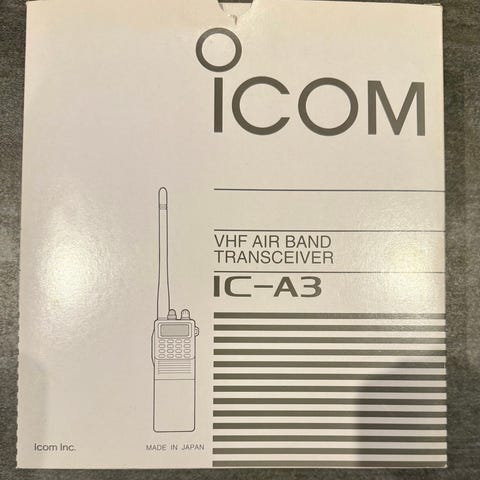 ICOM
VHF AIR BAND
TRANSCEIVER
IC-A3
Icom Inc.
MADE IN JAPAN